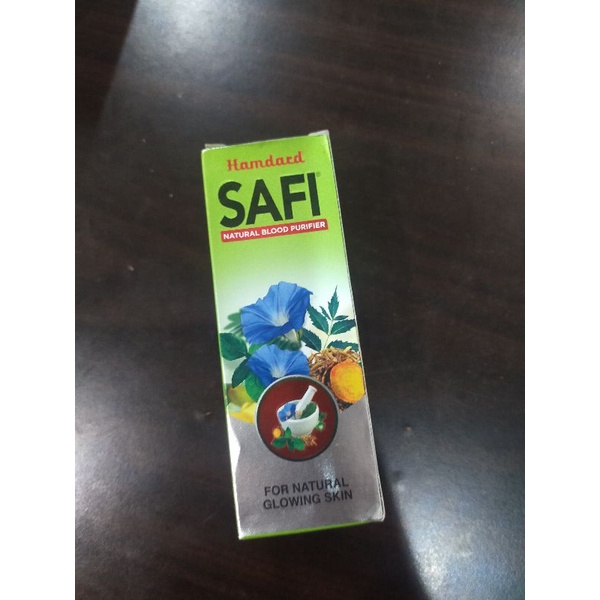 Hamdard
SAFI®
NATURAL BLOOD PURIFIER
FOR NATURAL
GLOWING SKIN